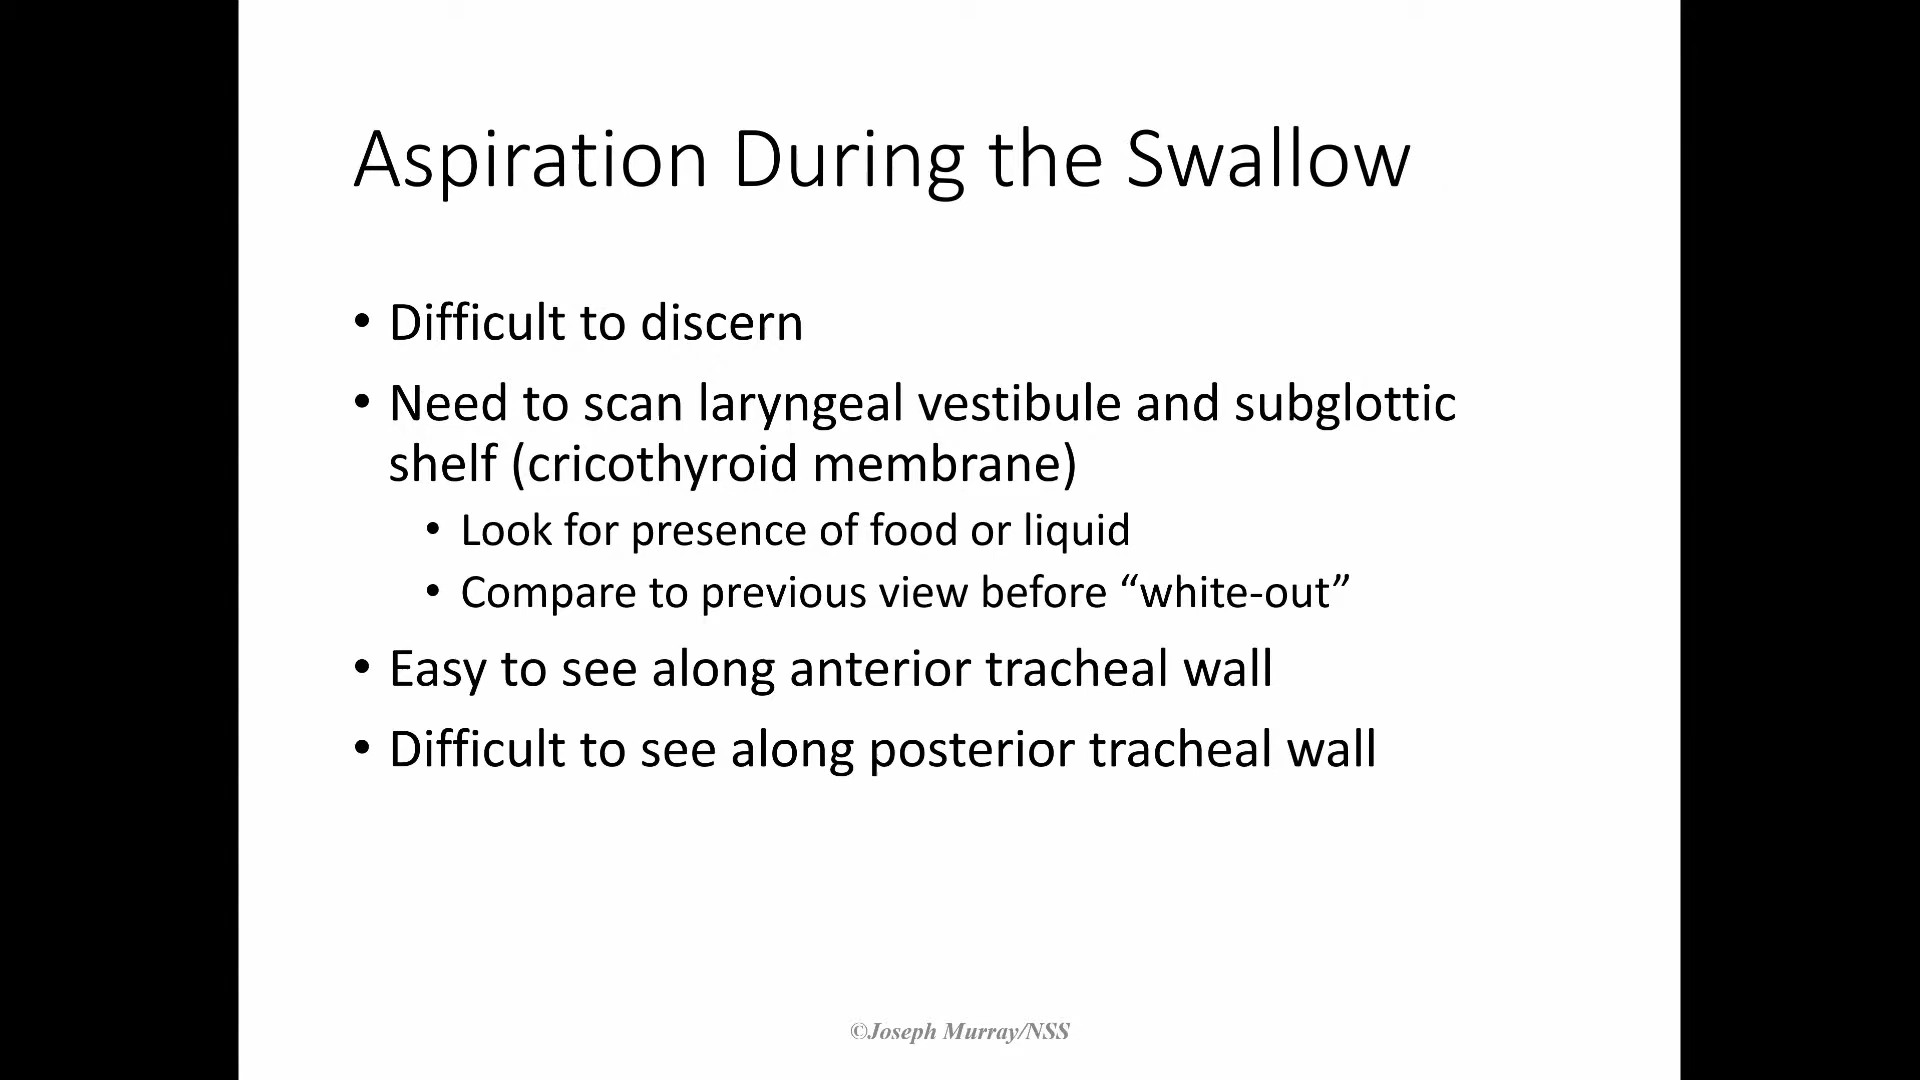 Aspiration During the Swallow
• Difficult to discern
• Need to scan laryngeal vestibule and subglottic
shelf (cricothyroid membrane)
• Look for presence of food or liquid
• Compare to previous view before “white-out”
• Easy to see along anterior tracheal wall
• Difficult to see along posterior tracheal wall
©Joseph Murray/NSS